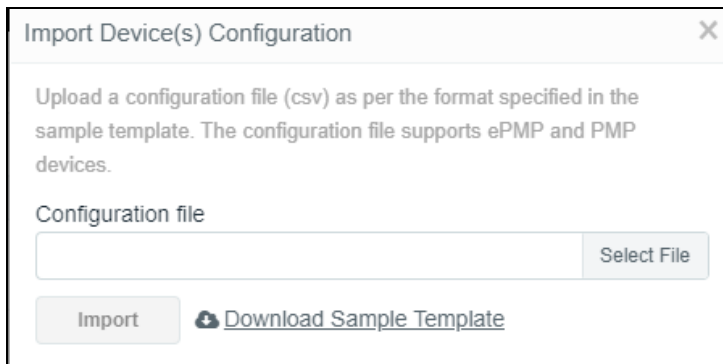 Import Device(s) Configuration
Upload a configuration file (csv) as per the format specified in the
sample template. The configuration file supports ePMP and PMP
devices.
Configuration file
Select File
Import Download Sample Template